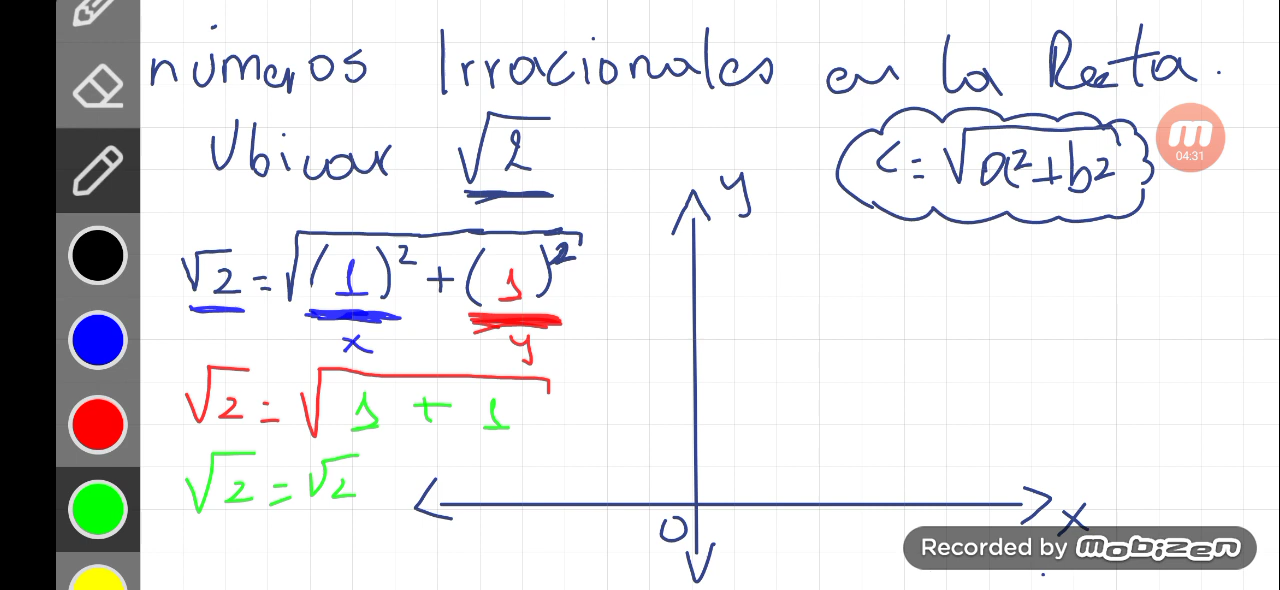 números Irracionales en la Recta.
Ubicar √2
c = √a²+b²
04:31
y
√2 = √(1)² + (1)²
x y
√2 = √1 + 1
√2 = √2
0 x
Recorded by mobizen